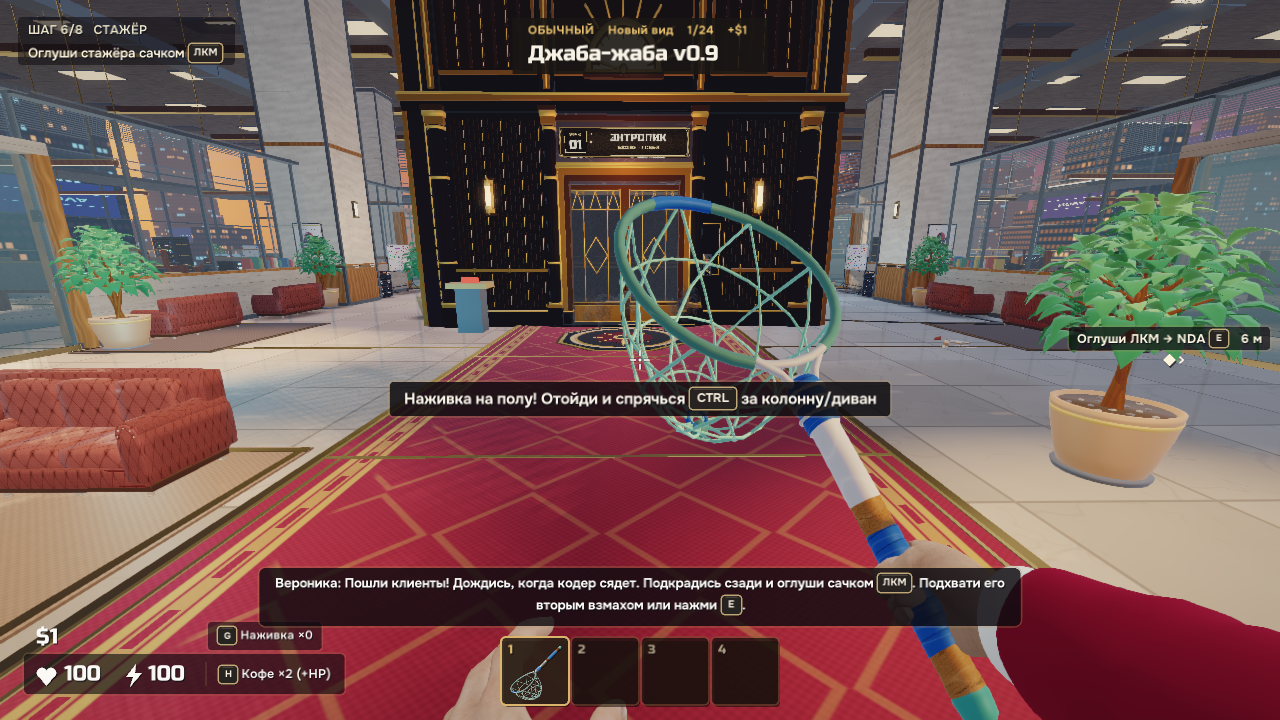 ШАГ 6/8 СТАЖЁР
Оглуши стажёра сачком ЛКМ
ОБЫЧНЫЙ Новый вид 1/24 +$1
Джаба-жаба v0.9
01
ЭНТРОПИК
Оглуши ЛКМ → NDA E 6 м
Наживка на полу! Отойди и спрячься CTRL за колонну/диван
Вероника: Пошли клиенты! Дождись, когда кодер сядет. Подкрадись сзади и оглуши сачком ЛКМ. Подхвати его
вторым взмахом или нажми E.
$1
G Наживка ×0
100 100 H Кофе ×2 (+HP)
1 2 3 4